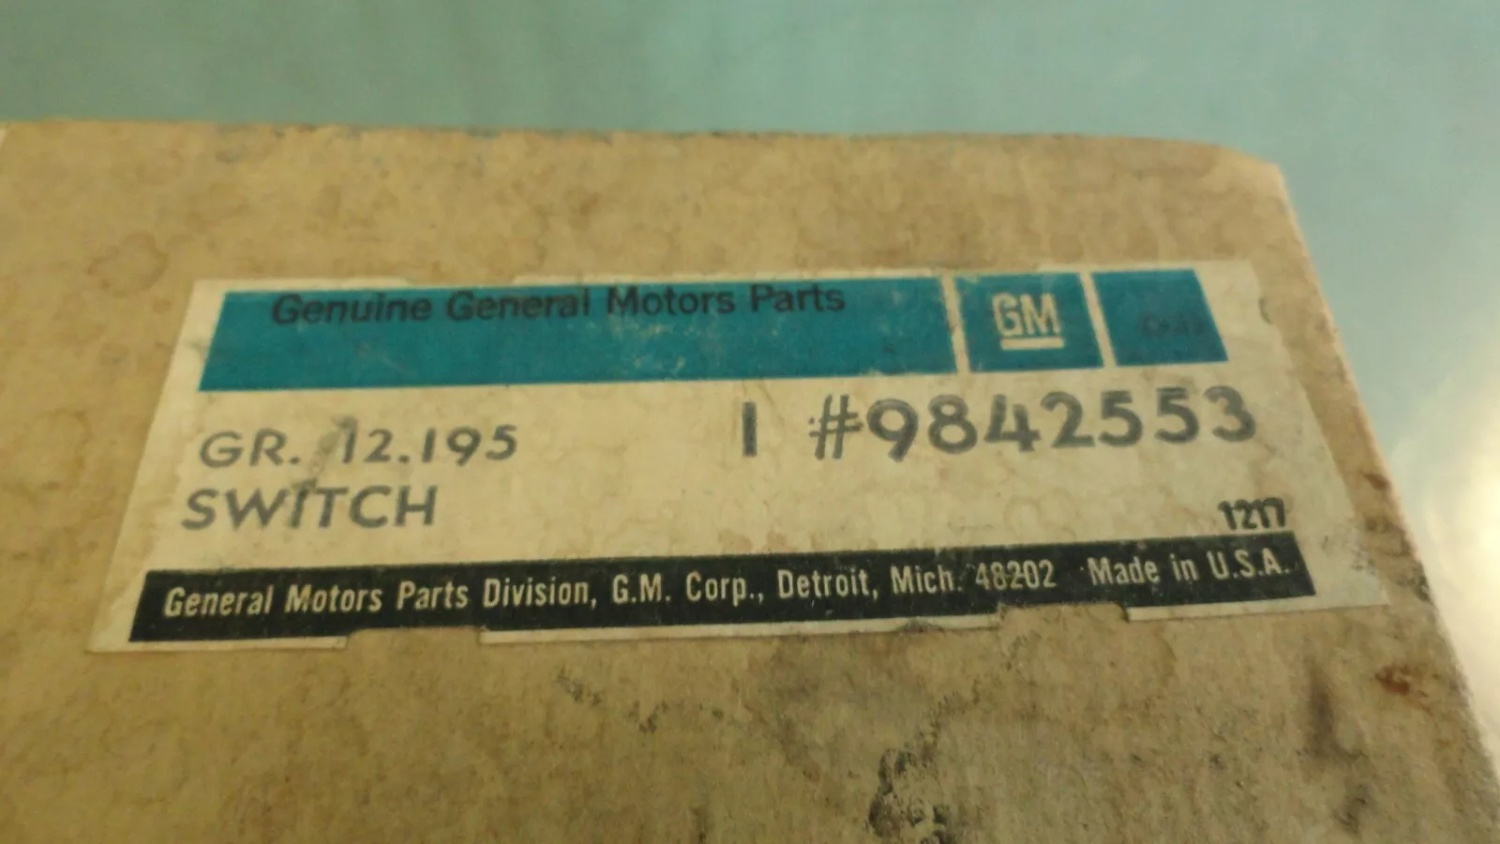 Genuine General Motors Parts GM
GR. 12.195 1 #9842553
SWITCH
1217
General Motors Parts Division, G.M. Corp., Detroit, Mich. 48202 Made in U.S.A.